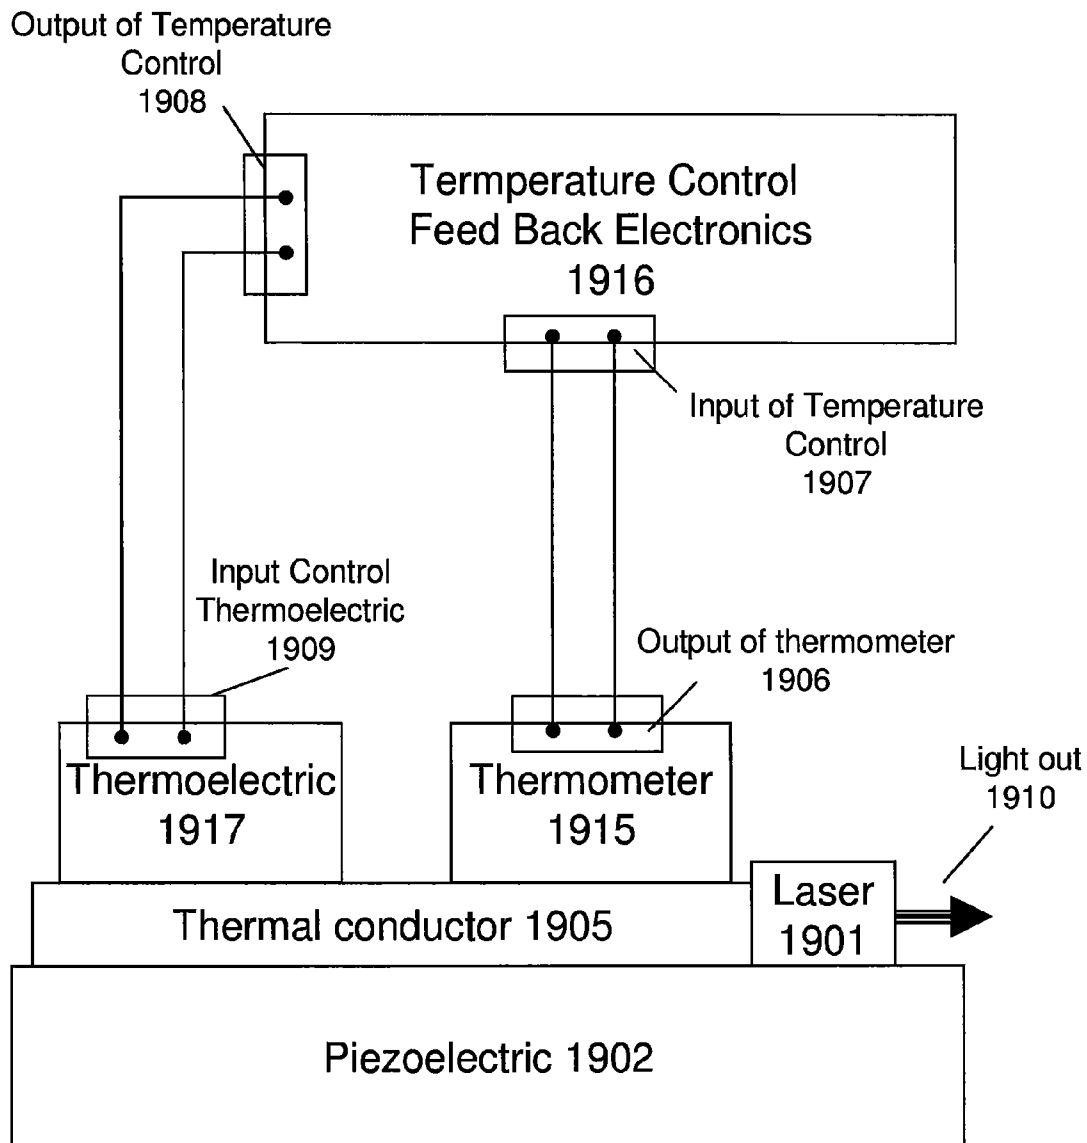 Output of Temperature
Control
1908
Termperature Control
Feed Back Electronics
1916
Input of Temperature
Control
1907
Input Control
Thermoelectric
1909
Output of thermometer
1906
Light out
1910
Thermoelectric
1917
Thermometer
1915
Laser
1901
Thermal conductor 1905
Piezoelectric 1902